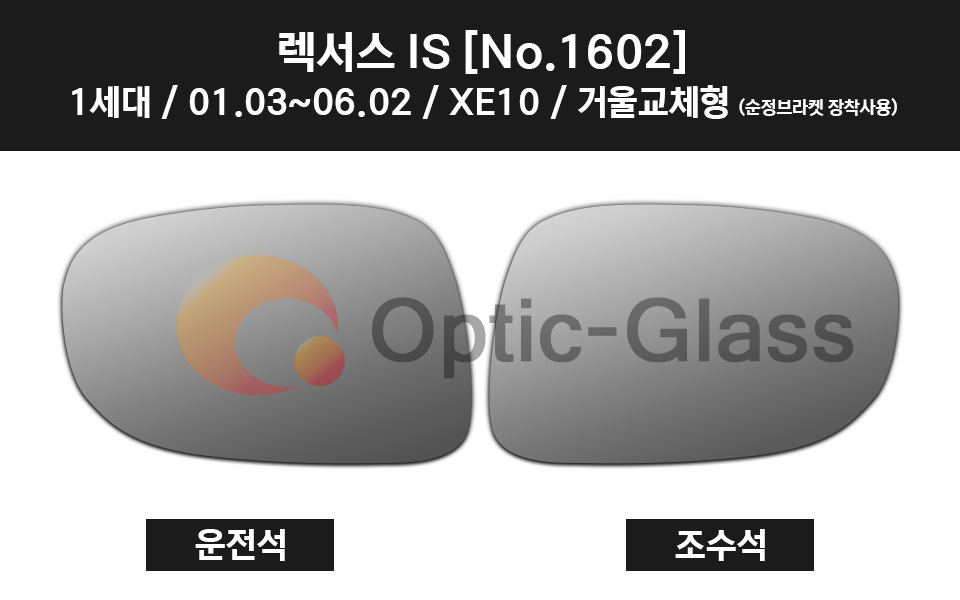 렉서스 IS [No.1602]
1세대 / 01.03~06.02 / XE10 / 거울교체형 (순정브라켓 장착사용)
Optic-Glass
운전석
조수석